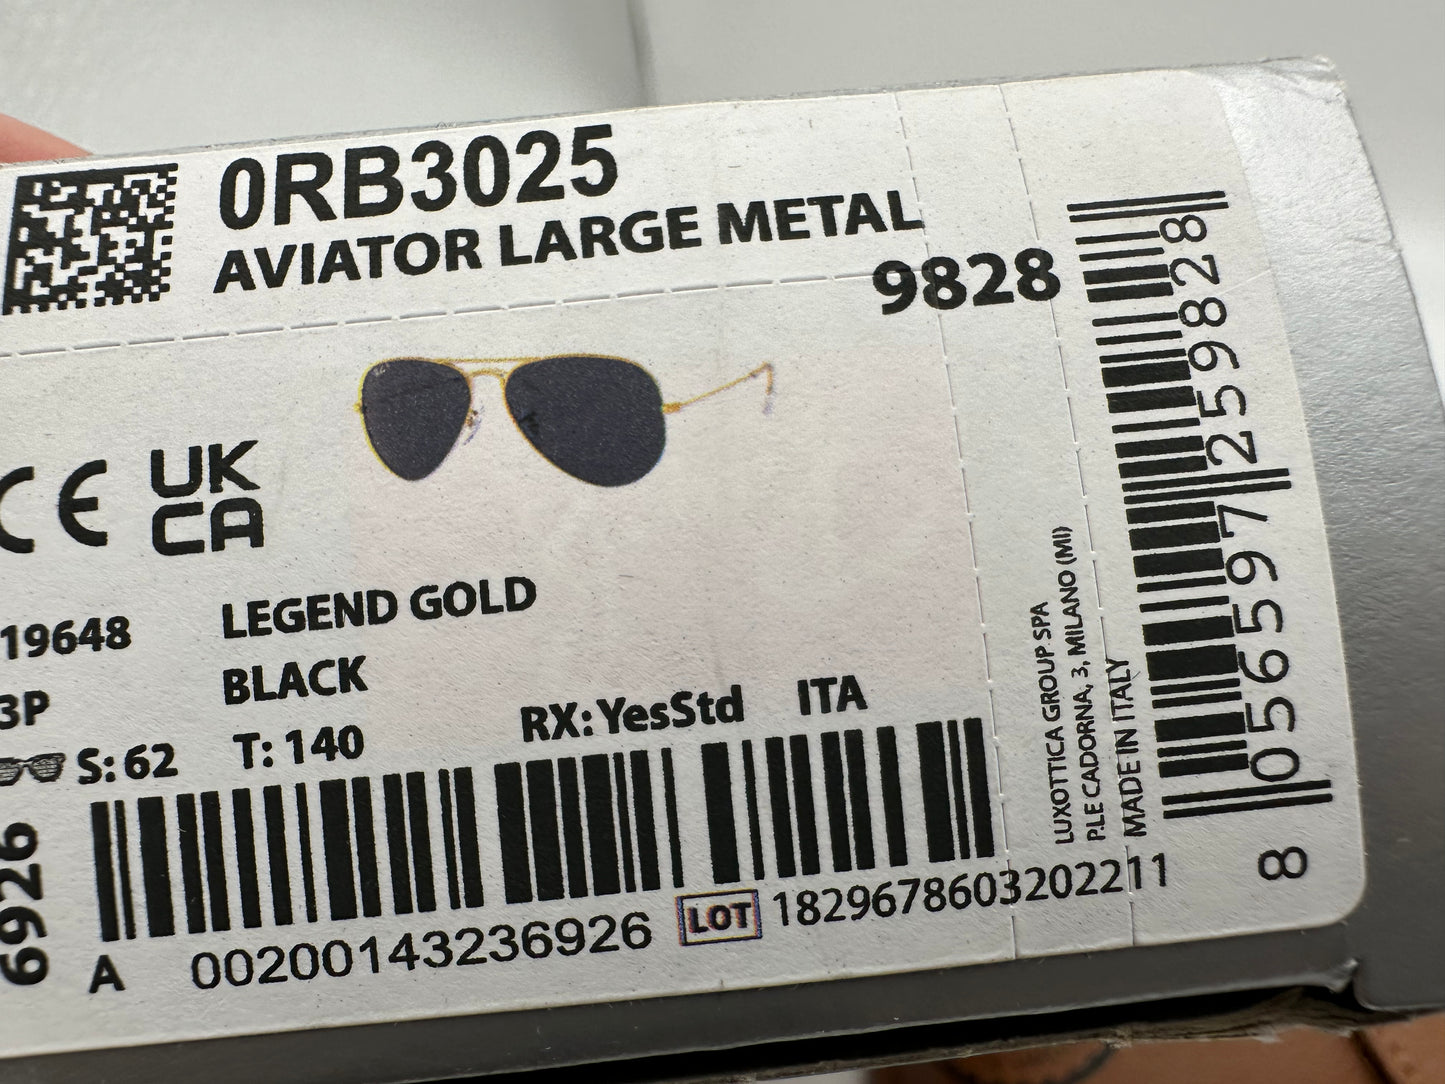 0RB3025
AVIATOR LARGE METAL
9828
CE
UK
CA
19648
LEGEND GOLD
3P
BLACK
S: 62
T: 140
RX: YesStd
ITA
6926
A
00200143236926
LOT
1829678603202211
LUXOTTICA GROUP SPA
P.LE CADORNA, 3, MILANO (MI)
MADE IN ITALY
8
056597
259828